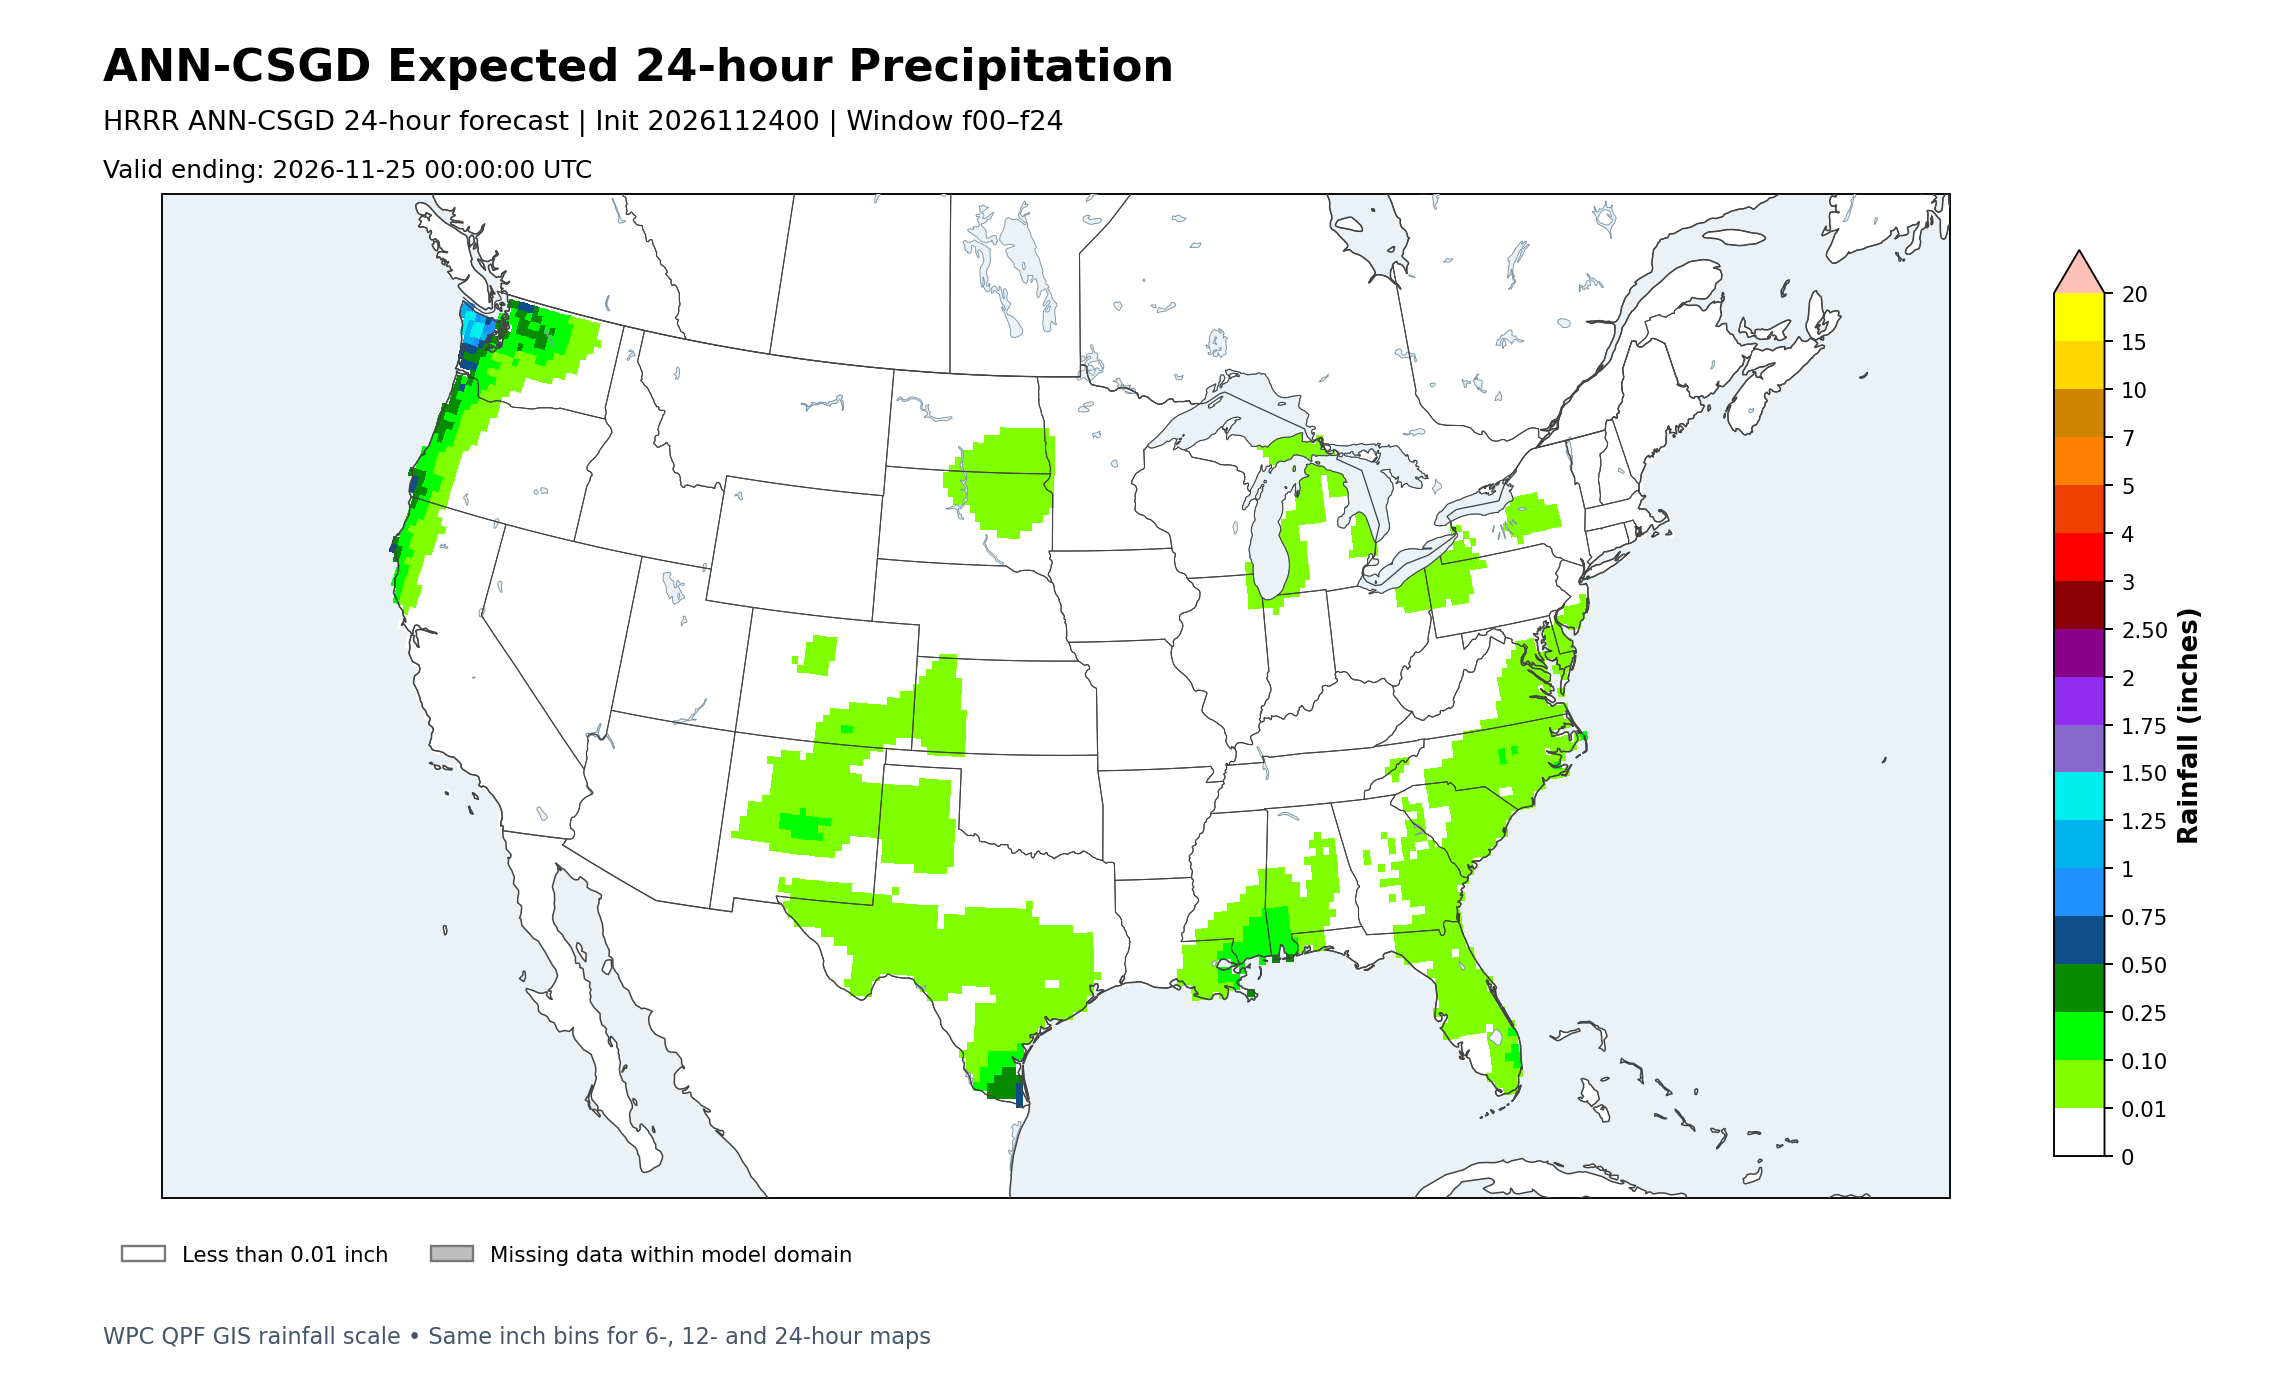 ANN-CSGD Expected 24-hour Precipitation
HRRR ANN-CSGD 24-hour forecast | Init 2026112400 | Window f00–f24
Valid ending: 2026-11-25 00:00:00 UTC
20
15
10
7
5
4
3
2.50
2
1.75
1.50
1.25
1
0.75
0.50
0.25
0.10
0.01
0
Rainfall (inches)
Less than 0.01 inch
Missing data within model domain
WPC QPF GIS rainfall scale • Same inch bins for 6-, 12- and 24-hour maps